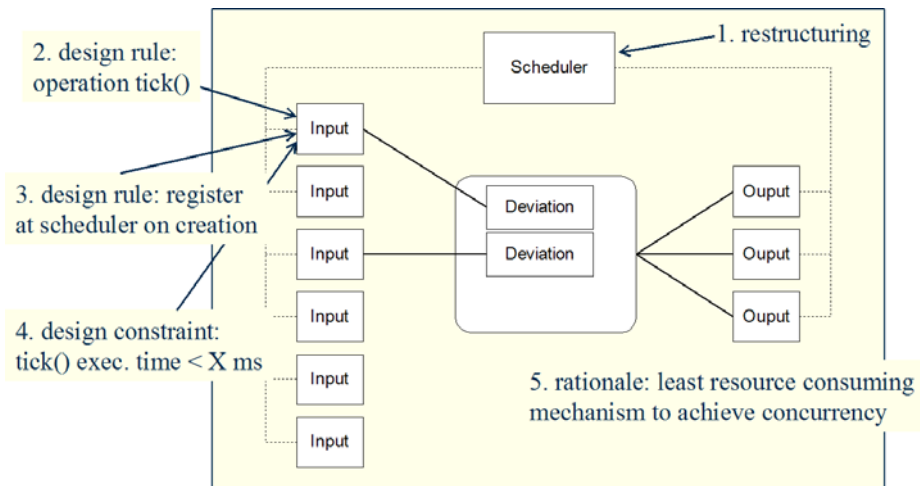 1. restructuring
2. design rule:
operation tick()
Scheduler
Input
3. design rule: register
at scheduler on creation
Input
Deviation
Ouput
Input
Deviation
Ouput
4. design constraint:
tick() exec. time < X ms
Input
Ouput
Input
5. rationale: least resource consuming
mechanism to achieve concurrency
Input